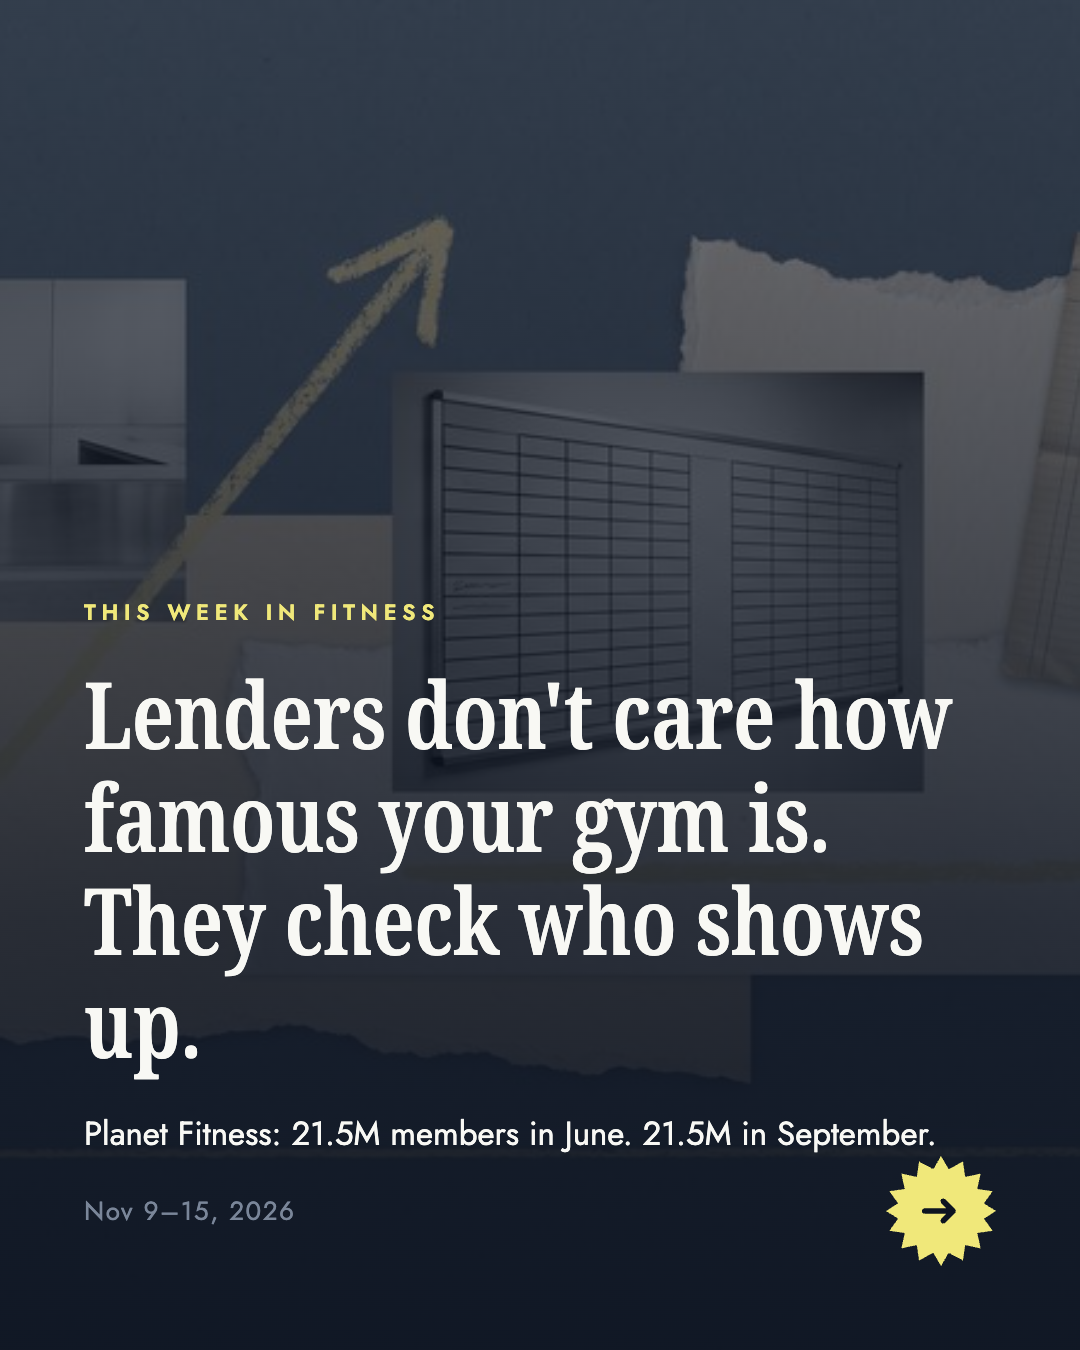 THIS WEEK IN FITNESS
Lenders don't care how
famous your gym is.
They check who shows
up.
Planet Fitness: 21.5M members in June. 21.5M in September.
Nov 9–15, 2026